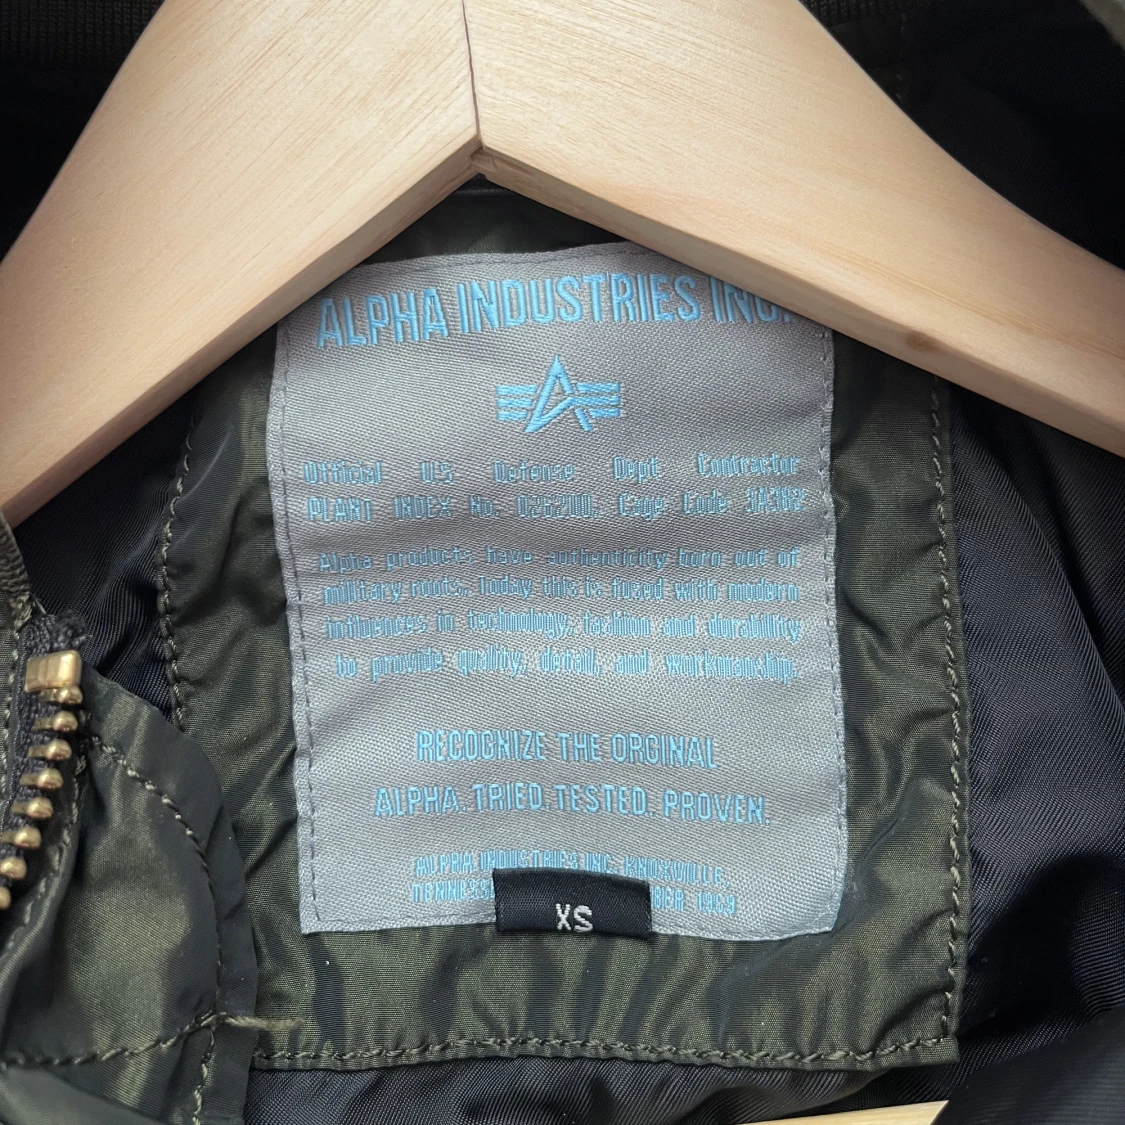 ALPHA INDUSTRIES INC.
Official U.S. Defense Dept Contractor
PLANT INDEX No. 026200, Cage Code
Alpha products have authenticity born out of
military roots. Today this is fused with modern
influences in technology, fashion and durability
to provide quality, detail, and workmanship.
RECOGNIZE THE ORGINAL
ALPHA. TRIED. TESTED. PROVEN.
ALPHA INDUSTRIES INC. KNOXVILLE,
1959
XS